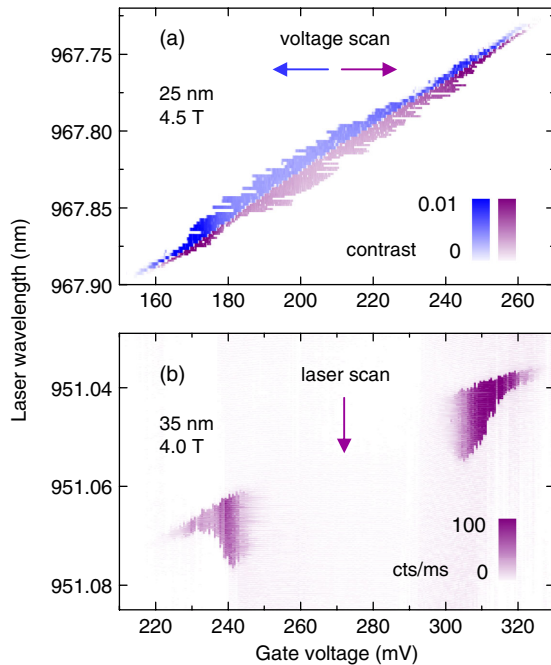 (a)
voltage scan
25 nm
4.5 T
0.01
contrast
0
967.75
967.80
967.85
967.90
160 180 200 220 240 260
Laser wavelength (nm)
(b)
laser scan
35 nm
4.0 T
100
cts/ms
0
951.04
951.06
951.08
220 240 260 280 300 320
Gate voltage (mV)